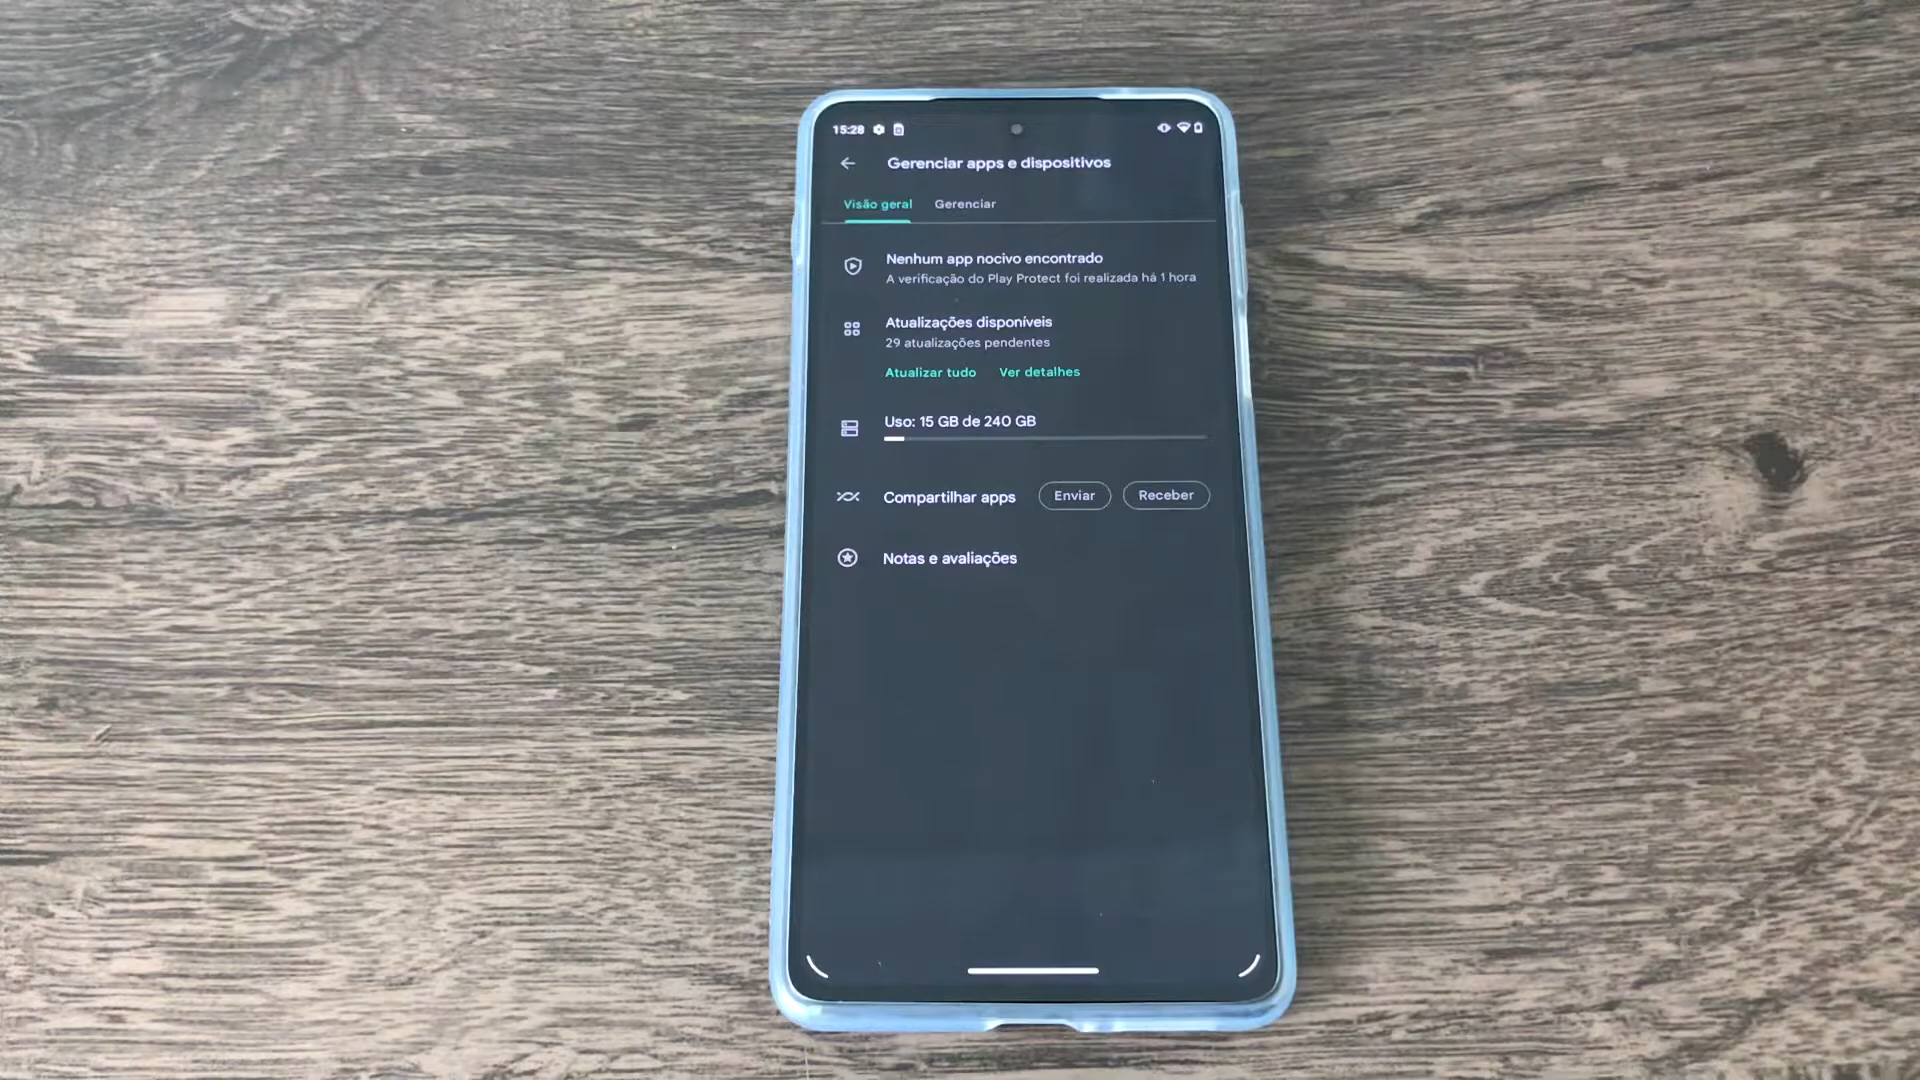 15:28
Gerenciar apps e dispositivos
Visão geral Gerenciar
Nenhum app nocivo encontrado
A verificação do Play Protect foi realizada há 1 hora
Atualizações disponíveis
29 atualizações pendentes
Atualizar tudo Ver detalhes
Uso: 15 GB de 240 GB
Compartilhar apps Enviar Receber
Notas e avaliações